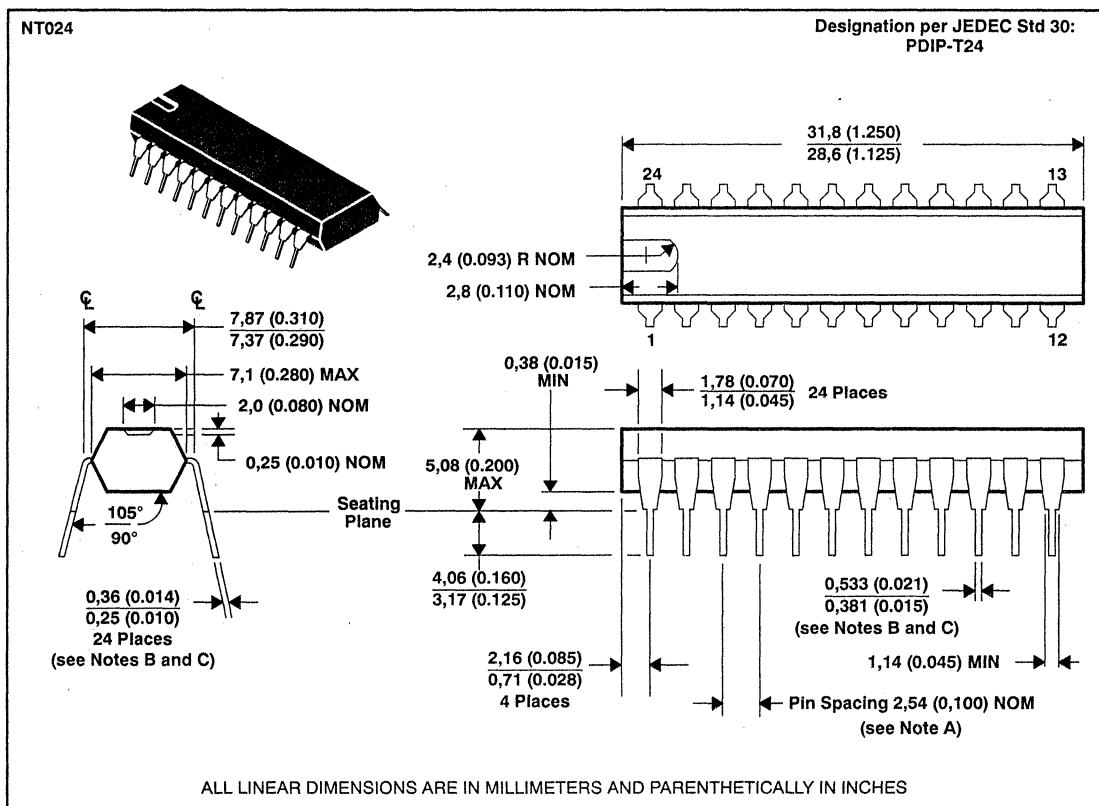 NT024
Designation per JEDEC Std 30:
PDIP-T24
31,8 (1.250)
28,6 (1.125)
24
13
2,4 (0.093) R NOM
2,8 (0.110) NOM
1
12
℄
℄
7,87 (0.310)
7,37 (0.290)
7,1 (0.280) MAX
2,0 (0.080) NOM
0,25 (0.010) NOM
0,38 (0.015)
MIN
1,78 (0.070)
1,14 (0.045)
24 Places
5,08 (0.200)
MAX
Seating
Plane
105°
90°
4,06 (0.160)
3,17 (0.125)
0,36 (0.014)
0,25 (0.010)
24 Places
(see Notes B and C)
0,533 (0.021)
0,381 (0.015)
(see Notes B and C)
2,16 (0.085)
0,71 (0.028)
4 Places
1,14 (0.045) MIN
Pin Spacing 2,54 (0,100) NOM
(see Note A)
ALL LINEAR DIMENSIONS ARE IN MILLIMETERS AND PARENTHETICALLY IN INCHES